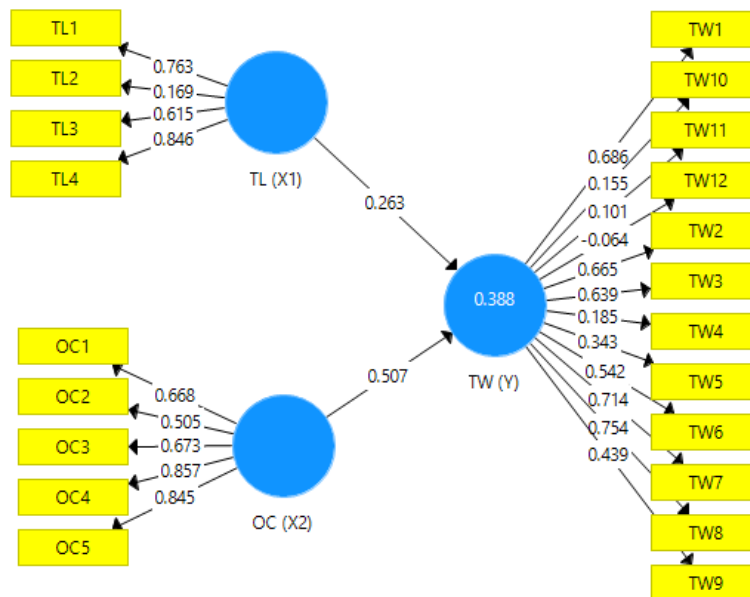 TL1
TL2
TL3
TL4
0.763
0.169
0.615
0.846
TL (X1)
0.263
OC1
OC2
OC3
OC4
OC5
0.668
0.505
0.673
0.857
0.845
OC (X2)
0.507
0.388
TW (Y)
0.686
0.155
0.101
-0.064
0.665
0.639
0.185
0.343
0.542
0.714
0.754
0.439
TW1
TW10
TW11
TW12
TW2
TW3
TW4
TW5
TW6
TW7
TW8
TW9